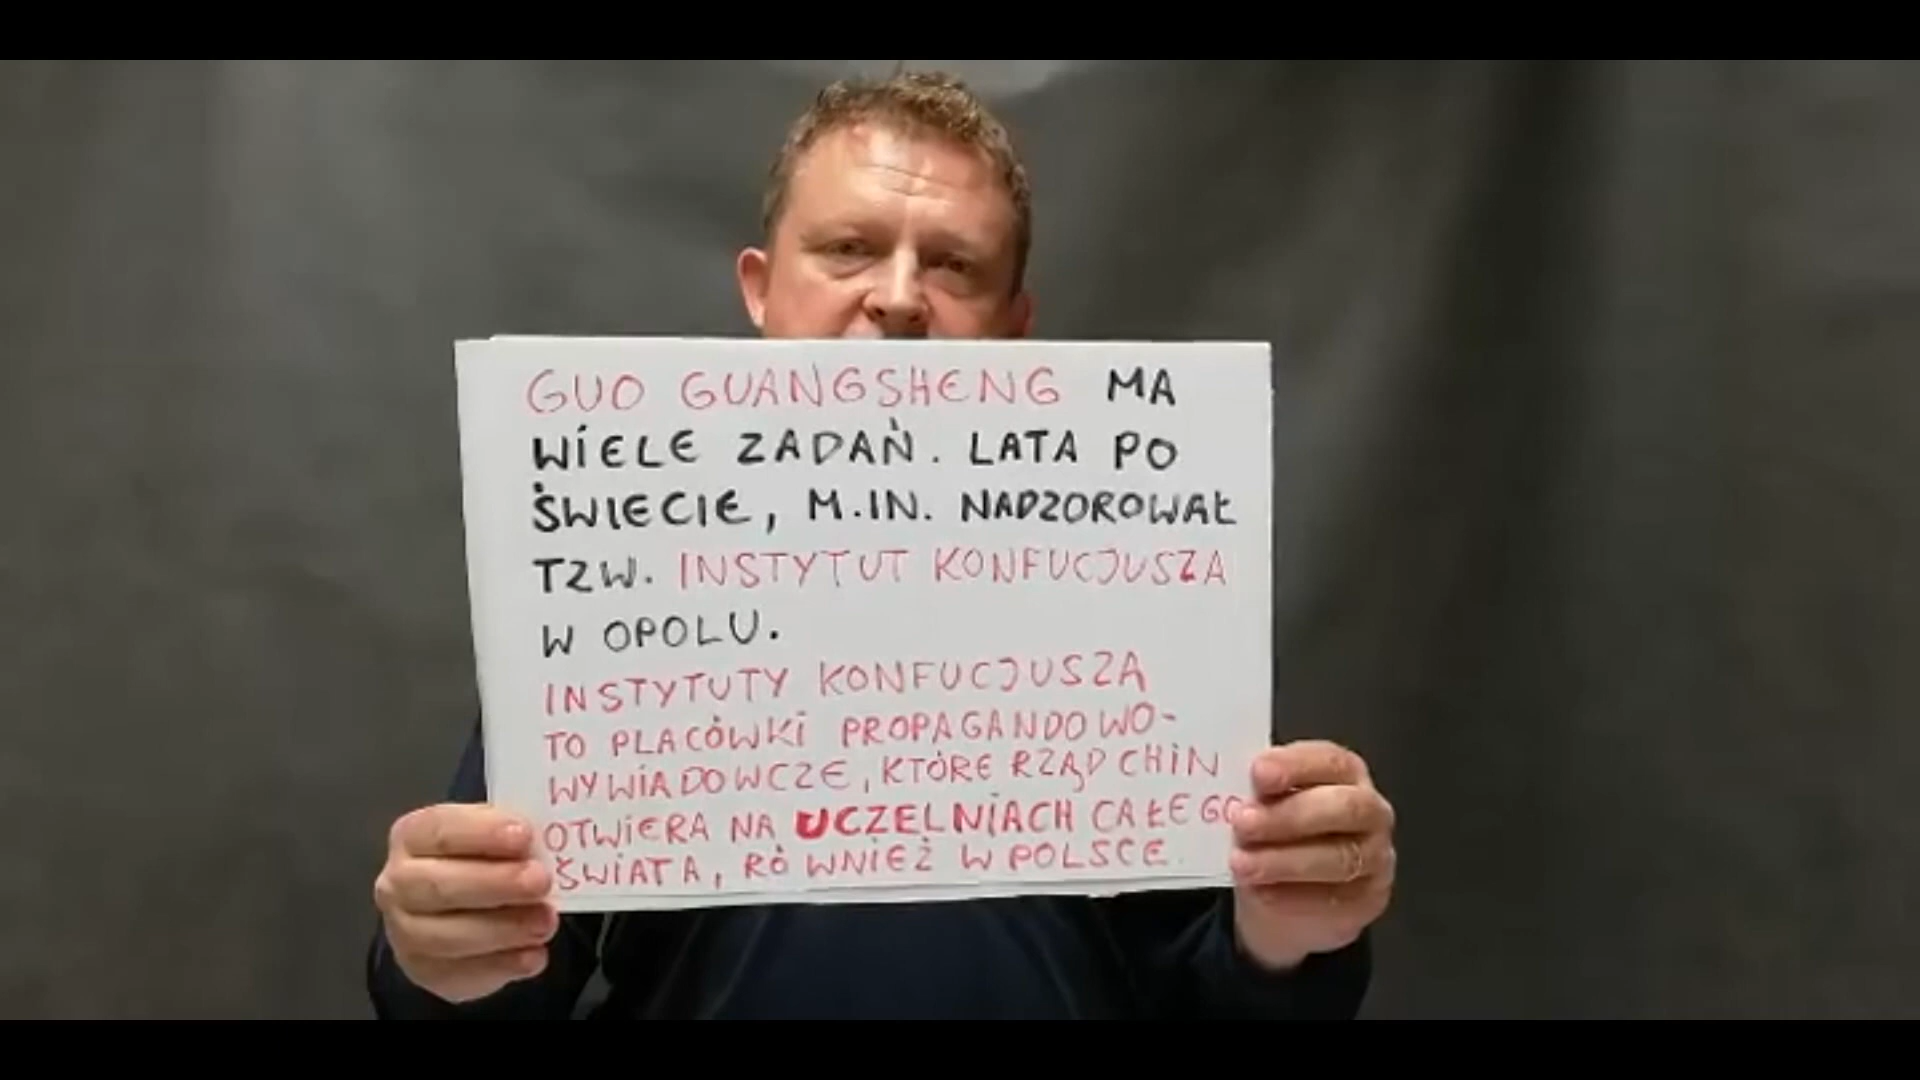 GUO GUANGSHENG MA
WIELE ZADAŃ. LATA PO
ŚWIECIE, M.IN. NADZOROWAŁ
TZW. INSTYTUT KONFUCJUSZA
W OPOLU.
INSTYTUTY KONFUCJUSZA
TO PLACÓWKI PROPAGANDOWO-
WYWIADOWCZE, KTÓRE RZĄD CHIN
OTWIERA NA UCZELNIACH CAŁEGO
ŚWIATA, RÓWNIEŻ W POLSCE.